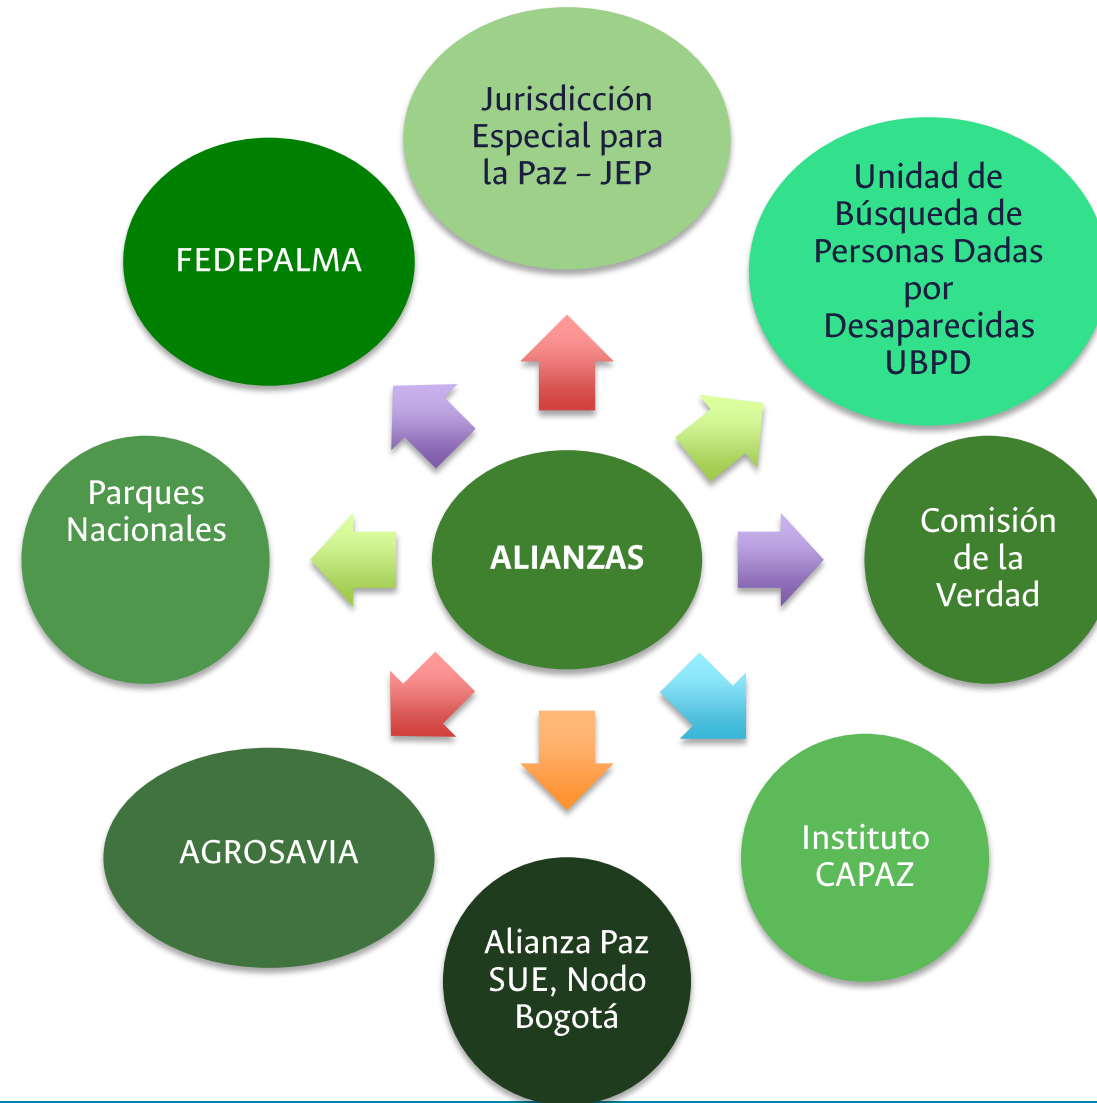 Jurisdicción
Especial para
la Paz – JEP
Unidad de
Búsqueda de
Personas Dadas
por
Desaparecidas
UBPD
FEDEPALMA
Parques
Nacionales
ALIANZAS
Comisión
de la
Verdad
AGROSAVIA
Instituto
CAPAZ
Alianza Paz
SUE, Nodo
Bogotá